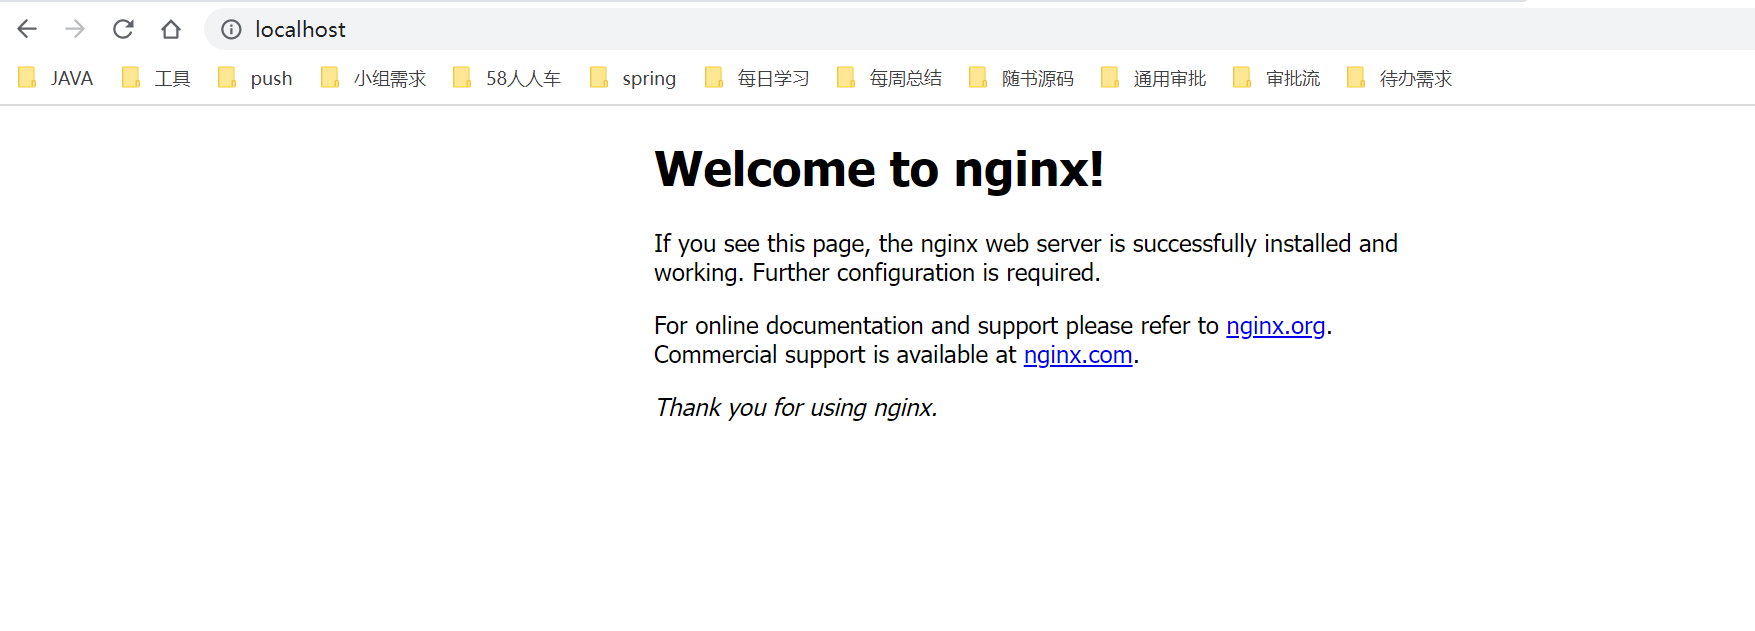 localhost
JAVA 工具 push 小组需求 58人人车 spring 每日学习 每周总结 随书源码 通用审批 审批流 待办需求
Welcome to nginx!
If you see this page, the nginx web server is successfully installed and
working. Further configuration is required.
For online documentation and support please refer to nginx.org.
Commercial support is available at nginx.com.
Thank you for using nginx.